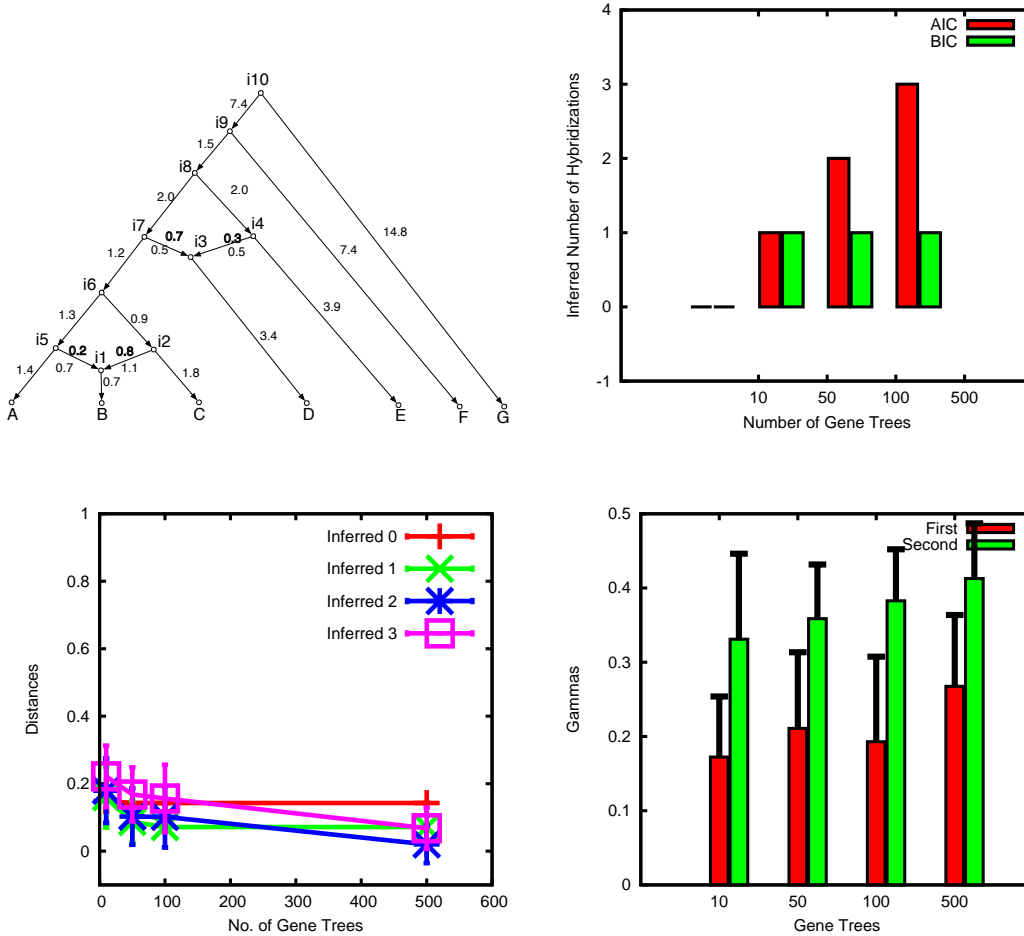 i10
7.4
i9
1.5
i8
2.0
2.0
i7
0.7
i3
0.3
i4
0.5
0.5
14.8
7.4
1.2
i6
3.9
1.3
0.9
3.4
i5
0.2
i1
0.8
i2
1.4
0.7
0.7
1.1
1.8
A
B
C
D
E
F
G
4
3
2
1
0
-1
AIC
BIC
Inferred Number of Hybridizations
10
50
100
500
Number of Gene Trees
1
0.8
0.6
0.4
0.2
0
Inferred 0
Inferred 1
Inferred 2
Inferred 3
Distances
0
100
200
300
400
500
600
No. of Gene Trees
0.5
0.4
0.3
0.2
0.1
0
First
Second
Gammas
10
50
100
500
Gene Trees